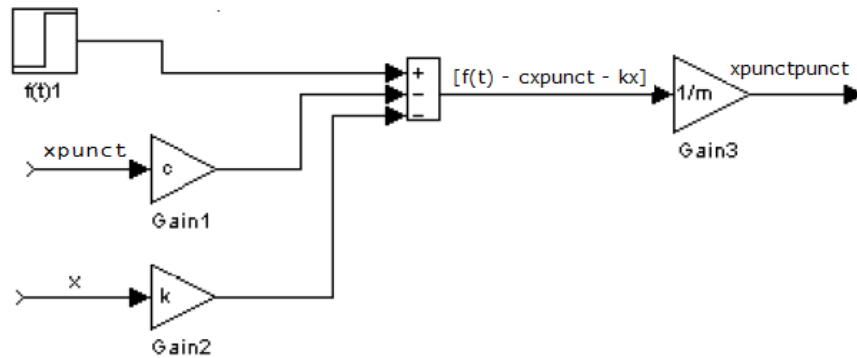 f(t)1
+
−
−
[f(t) - cxpunct - kx]
1/m
xpunctpunct
Gain3
xpunct
c
Gain1
x
k
Gain2